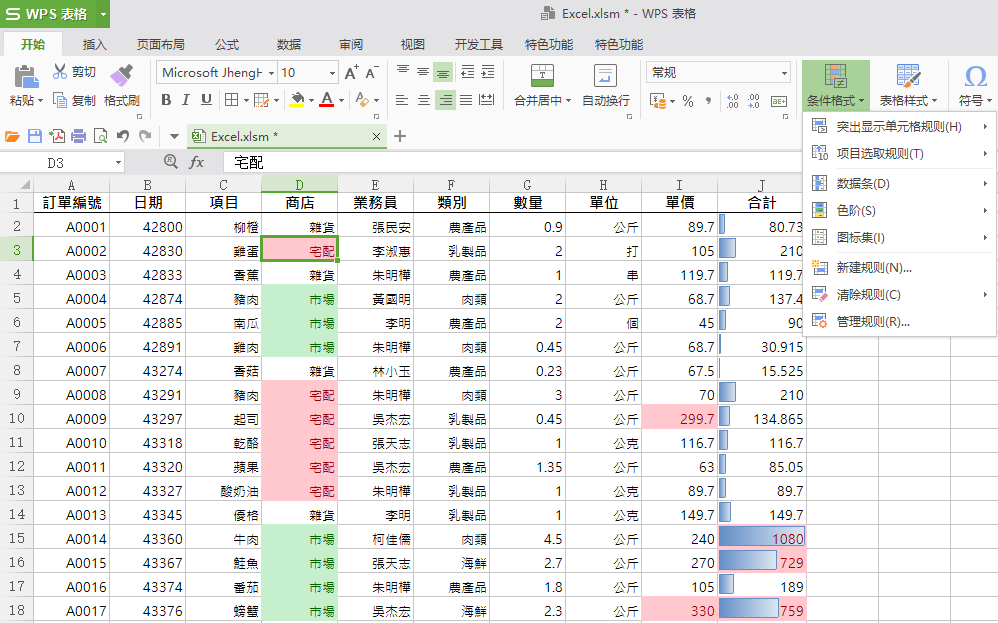 S WPS 表格
Excel.xlsm * - WPS 表格
开始 插入 页面布局 公式 数据 审阅 视图 开发工具 特色功能 特色功能
粘贴 剪切 复制 格式刷
Microsoft JhengH 10 A+ A-
B I U A
合并居中 自动换行
常规
% ,
条件格式 表格样式 符号
Excel.xlsm *
D3 fx 宅配
突出显示单元格规则(H)
项目选取规则(T)
数据条(D)
色阶(S)
图标集(I)
新建规则(N)...
清除规则(C)
管理规则(R)...
A B C D E F G H I J
1 訂單編號 日期 項目 商店 業務員 類別 數量 單位 單價 合計
2 A0001 42800 柳橙 雜貨 張民安 農產品 0.9 公斤 89.7 80.73
3 A0002 42830 雞蛋 宅配 李淑惠 乳製品 2 打 105 210
4 A0003 42833 香蕉 雜貨 朱明樺 農產品 1 串 119.7 119.7
5 A0004 42874 豬肉 市場 黃國明 肉類 2 公斤 68.7 137.4
6 A0005 42885 南瓜 市場 李明 農產品 2 個 45 90
7 A0006 42891 雞肉 市場 朱明樺 肉類 0.45 公斤 68.7 30.915
8 A0007 43274 香菇 雜貨 林小玉 農產品 0.23 公斤 67.5 15.525
9 A0008 43291 豬肉 宅配 朱明樺 肉類 3 公斤 70 210
10 A0009 43297 起司 宅配 吳杰宏 乳製品 0.45 公斤 299.7 134.865
11 A0010 43318 乾酪 宅配 張天志 乳製品 1 公克 116.7 116.7
12 A0011 43320 蘋果 宅配 吳杰宏 農產品 1.35 公斤 63 85.05
13 A0012 43327 酸奶油 宅配 朱明樺 乳製品 1 公克 89.7 89.7
14 A0013 43345 優格 雜貨 李明 乳製品 1 公克 149.7 149.7
15 A0014 43360 牛肉 市場 柯佳儒 肉類 4.5 公斤 240 1080
16 A0015 43367 鮭魚 市場 張天志 海鮮 2.7 公斤 270 729
17 A0016 43374 番茄 市場 朱明樺 農產品 1.8 公斤 105 189
18 A0017 43376 螃蟹 市場 吳杰宏 海鮮 2.3 公斤 330 759